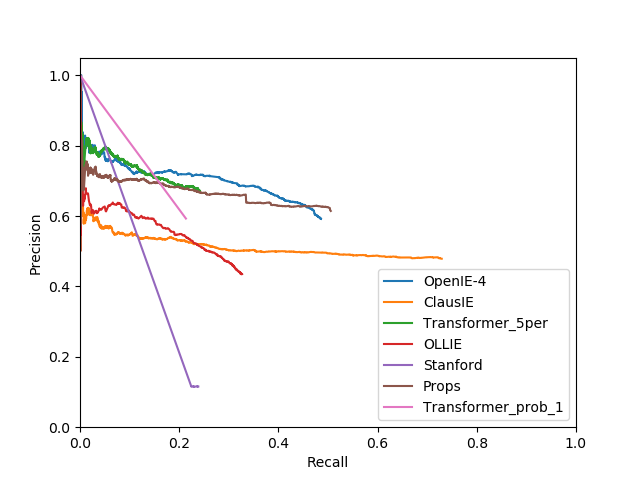 1.0
0.8
0.6
0.4
0.2
0.0
Precision
0.0 0.2 0.4 0.6 0.8 1.0
Recall
OpenIE-4
ClausIE
Transformer_5per
OLLIE
Stanford
Props
Transformer_prob_1